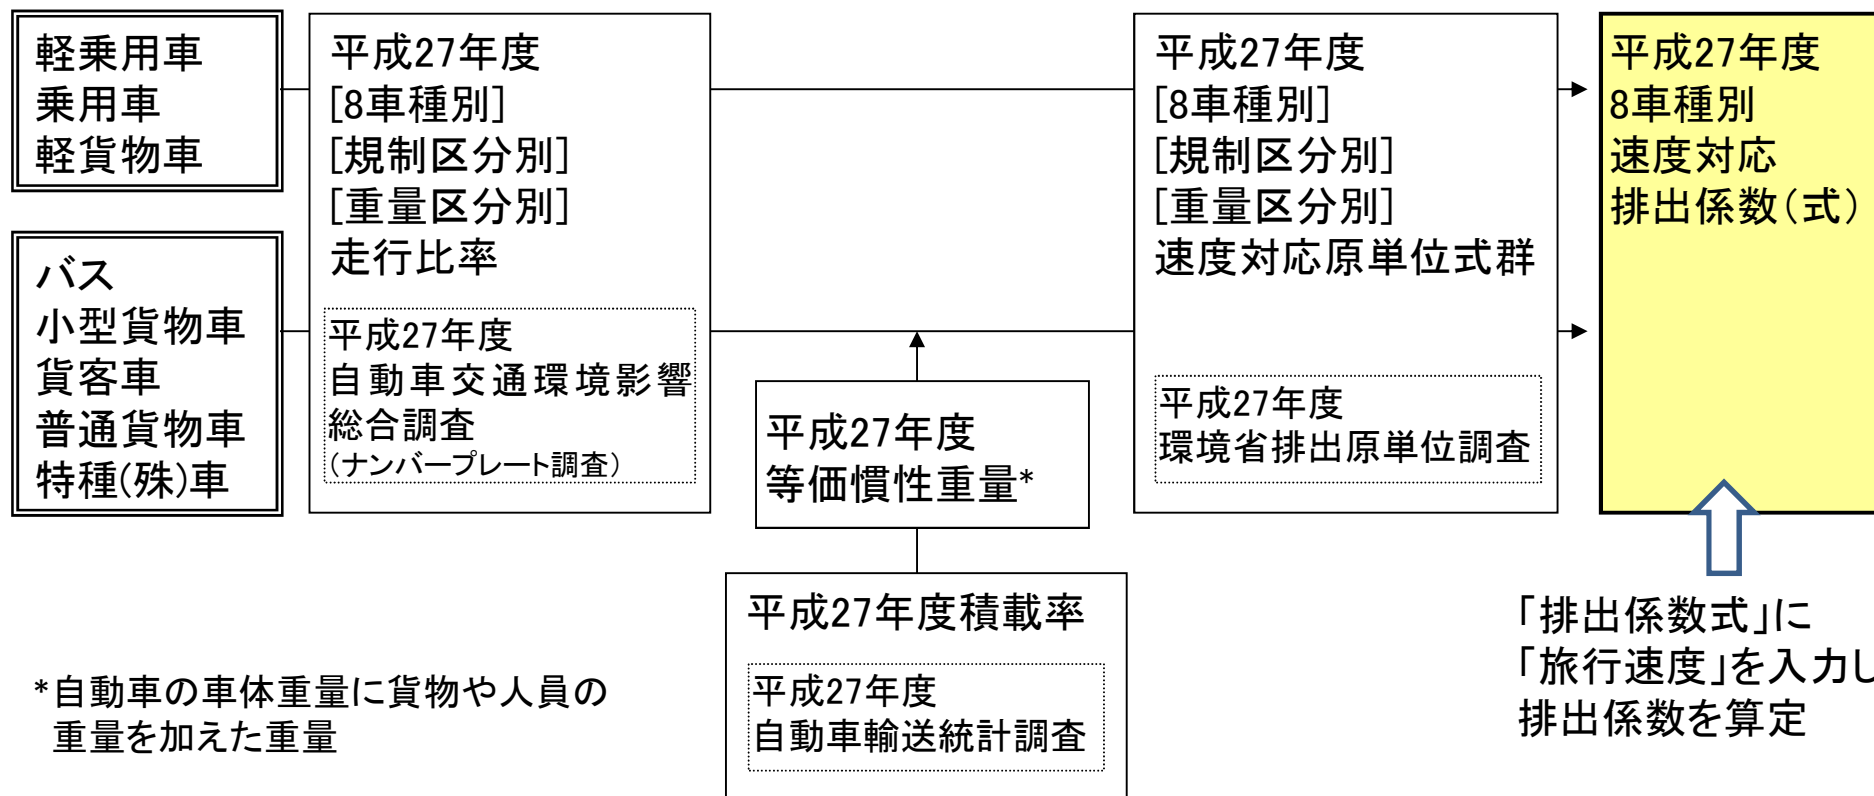 軽乗用車
乗用車
軽貨物車
バス
小型貨物車
貨客車
普通貨物車
特種(殊)車
平成27年度
[8車種別]
[規制区分別]
[重量区分別]
走行比率
平成27年度
自動車交通環境影響
総合調査
(ナンバープレート調査)
平成27年度
等価慣性重量*
平成27年度積載率
平成27年度
自動車輸送統計調査
平成27年度
[8車種別]
[規制区分別]
[重量区分別]
速度対応原単位式群
平成27年度
環境省排出原単位調査
平成27年度
8車種別
速度対応
排出係数(式)
「排出係数式」に
「旅行速度」を入力し
排出係数を算定
*自動車の車体重量に貨物や人員の
重量を加えた重量